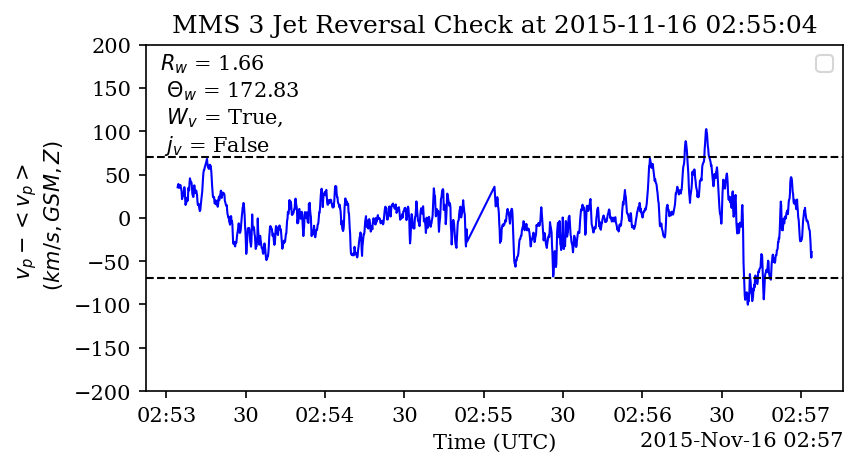 MMS 3 Jet Reversal Check at 2015-11-16 02:55:04
R_w = 1.66
Θ_w = 172.83
W_v = True,
j_v = False
200
150
100
50
0
−50
−100
−150
−200
v_p − < v_p >
(km/s, GSM, Z)
02:53 30 02:54 30 02:55 30 02:56 30 02:57
Time (UTC)
2015-Nov-16 02:57